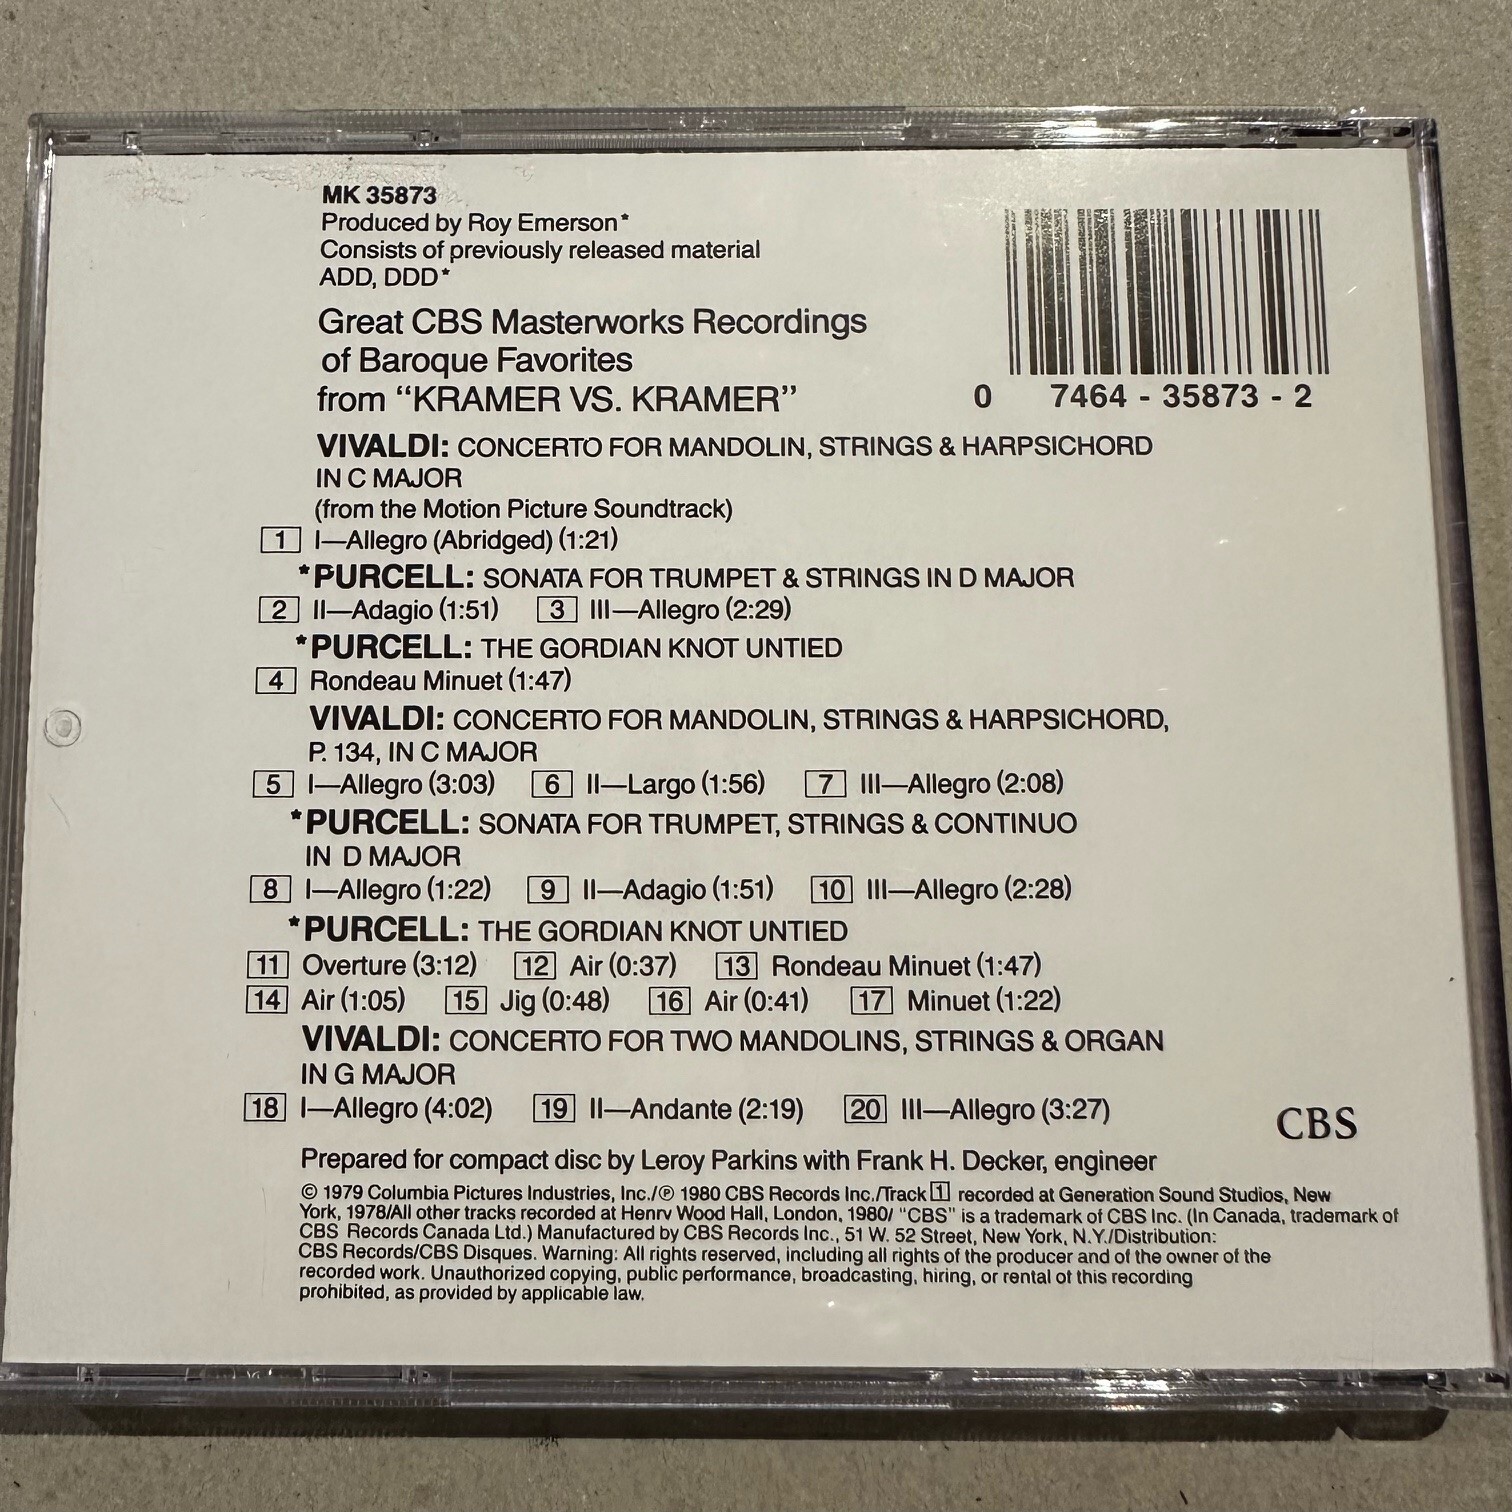 MK 35873
Produced by Roy Emerson*
Consists of previously released material
ADD, DDD*
Great CBS Masterworks Recordings
of Baroque Favorites
from “KRAMER VS. KRAMER”
0 7464 - 35873 - 2
VIVALDI: CONCERTO FOR MANDOLIN, STRINGS & HARPSICHORD
IN C MAJOR
(from the Motion Picture Soundtrack)
1 I—Allegro (Abridged) (1:21)
*PURCELL: SONATA FOR TRUMPET & STRINGS IN D MAJOR
2 II—Adagio (1:51) 3 III—Allegro (2:29)
*PURCELL: THE GORDIAN KNOT UNTIED
4 Rondeau Minuet (1:47)
VIVALDI: CONCERTO FOR MANDOLIN, STRINGS & HARPSICHORD,
P. 134, IN C MAJOR
5 I—Allegro (3:03) 6 II—Largo (1:56) 7 III—Allegro (2:08)
*PURCELL: SONATA FOR TRUMPET, STRINGS & CONTINUO
IN D MAJOR
8 I—Allegro (1:22) 9 II—Adagio (1:51) 10 III—Allegro (2:28)
*PURCELL: THE GORDIAN KNOT UNTIED
11 Overture (3:12) 12 Air (0:37) 13 Rondeau Minuet (1:47)
14 Air (1:05) 15 Jig (0:48) 16 Air (0:41) 17 Minuet (1:22)
VIVALDI: CONCERTO FOR TWO MANDOLINS, STRINGS & ORGAN
IN G MAJOR
18 I—Allegro (4:02) 19 II—Andante (2:19) 20 III—Allegro (3:27)
CBS
Prepared for compact disc by Leroy Parkins with Frank H. Decker, engineer
© 1979 Columbia Pictures Industries, Inc./℗ 1980 CBS Records Inc./Track 1 recorded at Generation Sound Studios, New
York, 1978/All other tracks recorded at Henry Wood Hall, London, 1980/ “CBS” is a trademark of CBS Inc. (In Canada, trademark of
CBS Records Canada Ltd.) Manufactured by CBS Records Inc., 51 W. 52 Street, New York, N.Y./Distribution:
CBS Records/CBS Disques. Warning: All rights reserved, including all rights of the producer and of the owner of the
recorded work. Unauthorized copying, public performance, broadcasting, hiring, or rental of this recording
prohibited, as provided by applicable law.